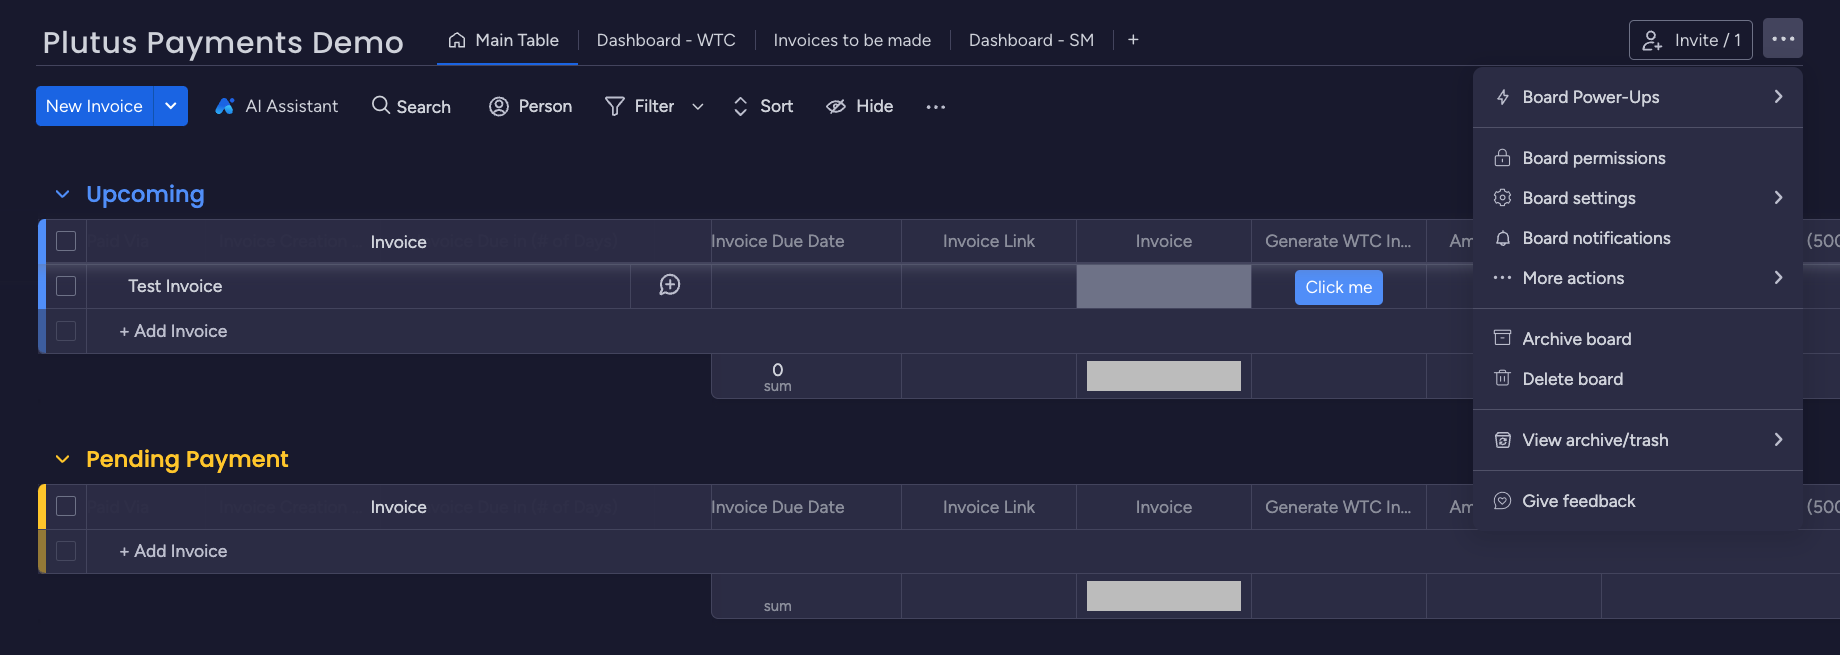 Plutus Payments Demo
Main Table
Dashboard - WTC
Invoices to be made
Dashboard - SM
+
Invite / 1
New Invoice
AI Assistant
Search
Person
Filter
Sort
Hide
Board Power-Ups
Board permissions
Board settings
Board notifications
More actions
Archive board
Delete board
View archive/trash
Give feedback
Upcoming
Invoice
Invoice Due Date
Invoice Link
Invoice
Generate WTC In...
Am
(500
Test Invoice
Click me
+ Add Invoice
0
sum
Pending Payment
Invoice
Invoice Due Date
Invoice Link
Invoice
Generate WTC In...
Am
(500
+ Add Invoice
sum